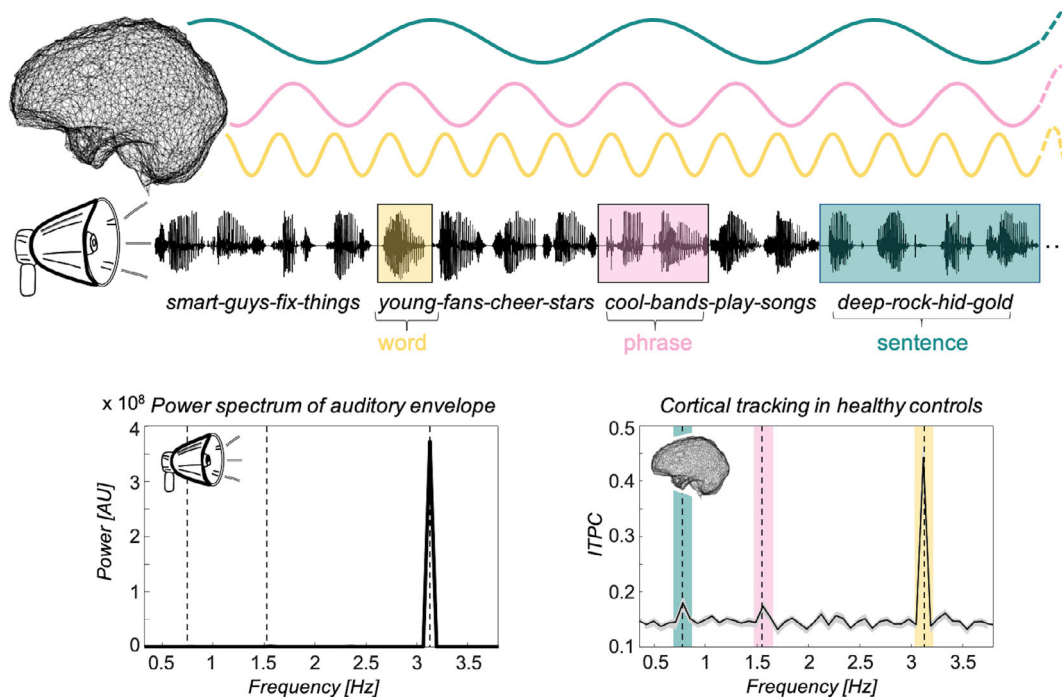 smart-guys-fix-things young-fans-cheer-stars cool-bands-play-songs deep-rock-hid-gold
...
word phrase sentence
x 10⁸ Power spectrum of auditory envelope
4
3
2
1
0
Power [AU]
0.5 1 1.5 2 2.5 3 3.5
Frequency [Hz]
Cortical tracking in healthy controls
0.5
0.4
0.3
0.2
0.1
ITPC
0.5 1 1.5 2 2.5 3 3.5
Frequency [Hz]